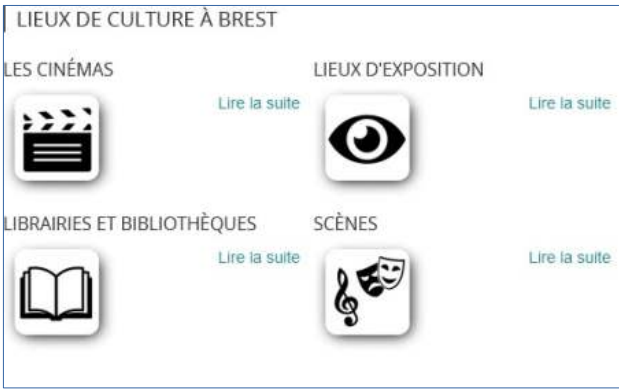 LIEUX DE CULTURE À BREST
LES CINÉMAS
Lire la suite
LIEUX D'EXPOSITION
Lire la suite
LIBRAIRIES ET BIBLIOTHÈQUES
Lire la suite
SCÈNES
Lire la suite